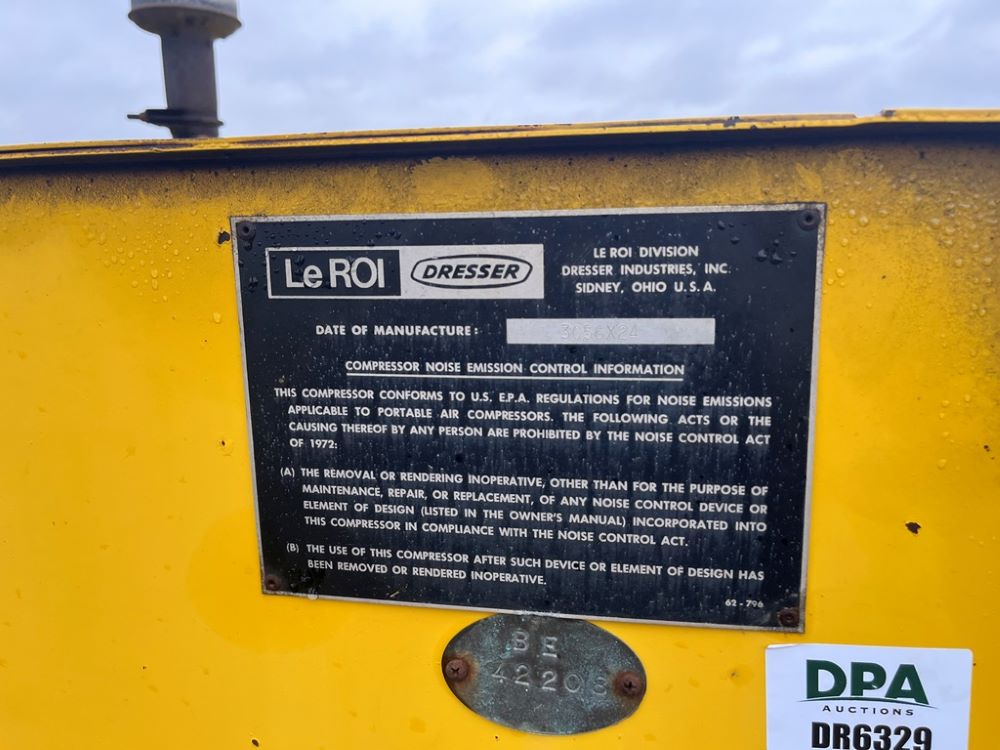 LeROI DRESSER
LE ROI DIVISION
DRESSER INDUSTRIES, INC.
SIDNEY, OHIO U.S.A.
DATE OF MANUFACTURE: 3056X24
COMPRESSOR NOISE EMISSION CONTROL INFORMATION
THIS COMPRESSOR CONFORMS TO U.S. E.P.A. REGULATIONS FOR NOISE EMISSIONS
APPLICABLE TO PORTABLE AIR COMPRESSORS. THE FOLLOWING ACTS OR THE
CAUSING THEREOF BY ANY PERSON ARE PROHIBITED BY THE NOISE CONTROL ACT
OF 1972:
(A) THE REMOVAL OR RENDERING INOPERATIVE, OTHER THAN FOR THE PURPOSE OF
MAINTENANCE, REPAIR, OR REPLACEMENT, OF ANY NOISE CONTROL DEVICE OR
ELEMENT OF DESIGN (LISTED IN THE OWNER'S MANUAL) INCORPORATED INTO
THIS COMPRESSOR IN COMPLIANCE WITH THE NOISE CONTROL ACT.
(B) THE USE OF THIS COMPRESSOR AFTER SUCH DEVICE OR ELEMENT OF DESIGN HAS
BEEN REMOVED OR RENDERED INOPERATIVE.
62-796
BE
42203
DPA
AUCTIONS
DR6329